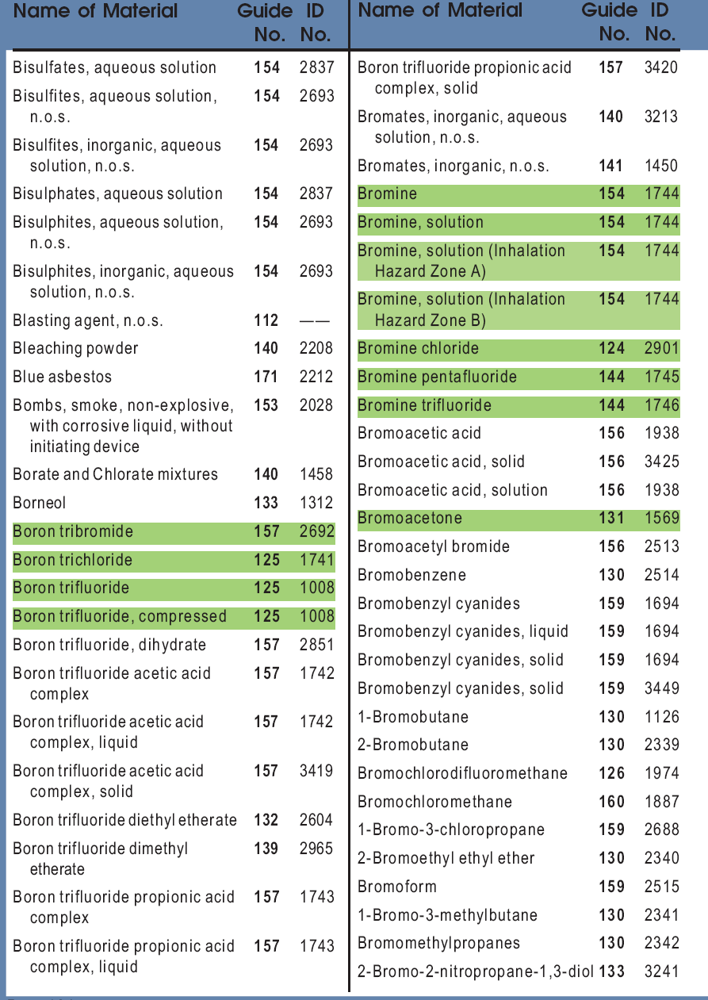 Name of Material Guide ID
No. No.
Bisulfates, aqueous solution 154 2837
Bisulfites, aqueous solution, 154 2693
n.o.s.
Bisulfites, inorganic, aqueous 154 2693
solution, n.o.s.
Bisulphates, aqueous solution 154 2837
Bisulphites, aqueous solution, 154 2693
n.o.s.
Bisulphites, inorganic, aqueous 154 2693
solution, n.o.s.
Blasting agent, n.o.s. 112 ——
Bleaching powder 140 2208
Blue asbestos 171 2212
Bombs, smoke, non-explosive, 153 2028
with corrosive liquid, without
initiating device
Borate and Chlorate mixtures 140 1458
Borneol 133 1312
Boron tribromide 157 2692
Boron trichloride 125 1741
Boron trifluoride 125 1008
Boron trifluoride, compressed 125 1008
Boron trifluoride, dihydrate 157 2851
Boron trifluoride acetic acid 157 1742
complex
Boron trifluoride acetic acid 157 1742
complex, liquid
Boron trifluoride acetic acid 157 3419
complex, solid
Boron trifluoride diethyl etherate 132 2604
Boron trifluoride dimethyl 139 2965
etherate
Boron trifluoride propionic acid 157 1743
complex
Boron trifluoride propionic acid 157 1743
complex, liquid
Name of Material Guide ID
No. No.
Boron trifluoride propionic acid 157 3420
complex, solid
Bromates, inorganic, aqueous 140 3213
solution, n.o.s.
Bromates, inorganic, n.o.s. 141 1450
Bromine 154 1744
Bromine, solution 154 1744
Bromine, solution (Inhalation 154 1744
Hazard Zone A)
Bromine, solution (Inhalation 154 1744
Hazard Zone B)
Bromine chloride 124 2901
Bromine pentafluoride 144 1745
Bromine trifluoride 144 1746
Bromoacetic acid 156 1938
Bromoacetic acid, solid 156 3425
Bromoacetic acid, solution 156 1938
Bromoacetone 131 1569
Bromoacetyl bromide 156 2513
Bromobenzene 130 2514
Bromobenzyl cyanides 159 1694
Bromobenzyl cyanides, liquid 159 1694
Bromobenzyl cyanides, solid 159 1694
Bromobenzyl cyanides, solid 159 3449
1-Bromobutane 130 1126
2-Bromobutane 130 2339
Bromochlorodifluoromethane 126 1974
Bromochloromethane 160 1887
1-Bromo-3-chloropropane 159 2688
2-Bromoethyl ethyl ether 130 2340
Bromoform 159 2515
1-Bromo-3-methylbutane 130 2341
Bromomethylpropanes 130 2342
2-Bromo-2-nitropropane-1,3-diol 133 3241